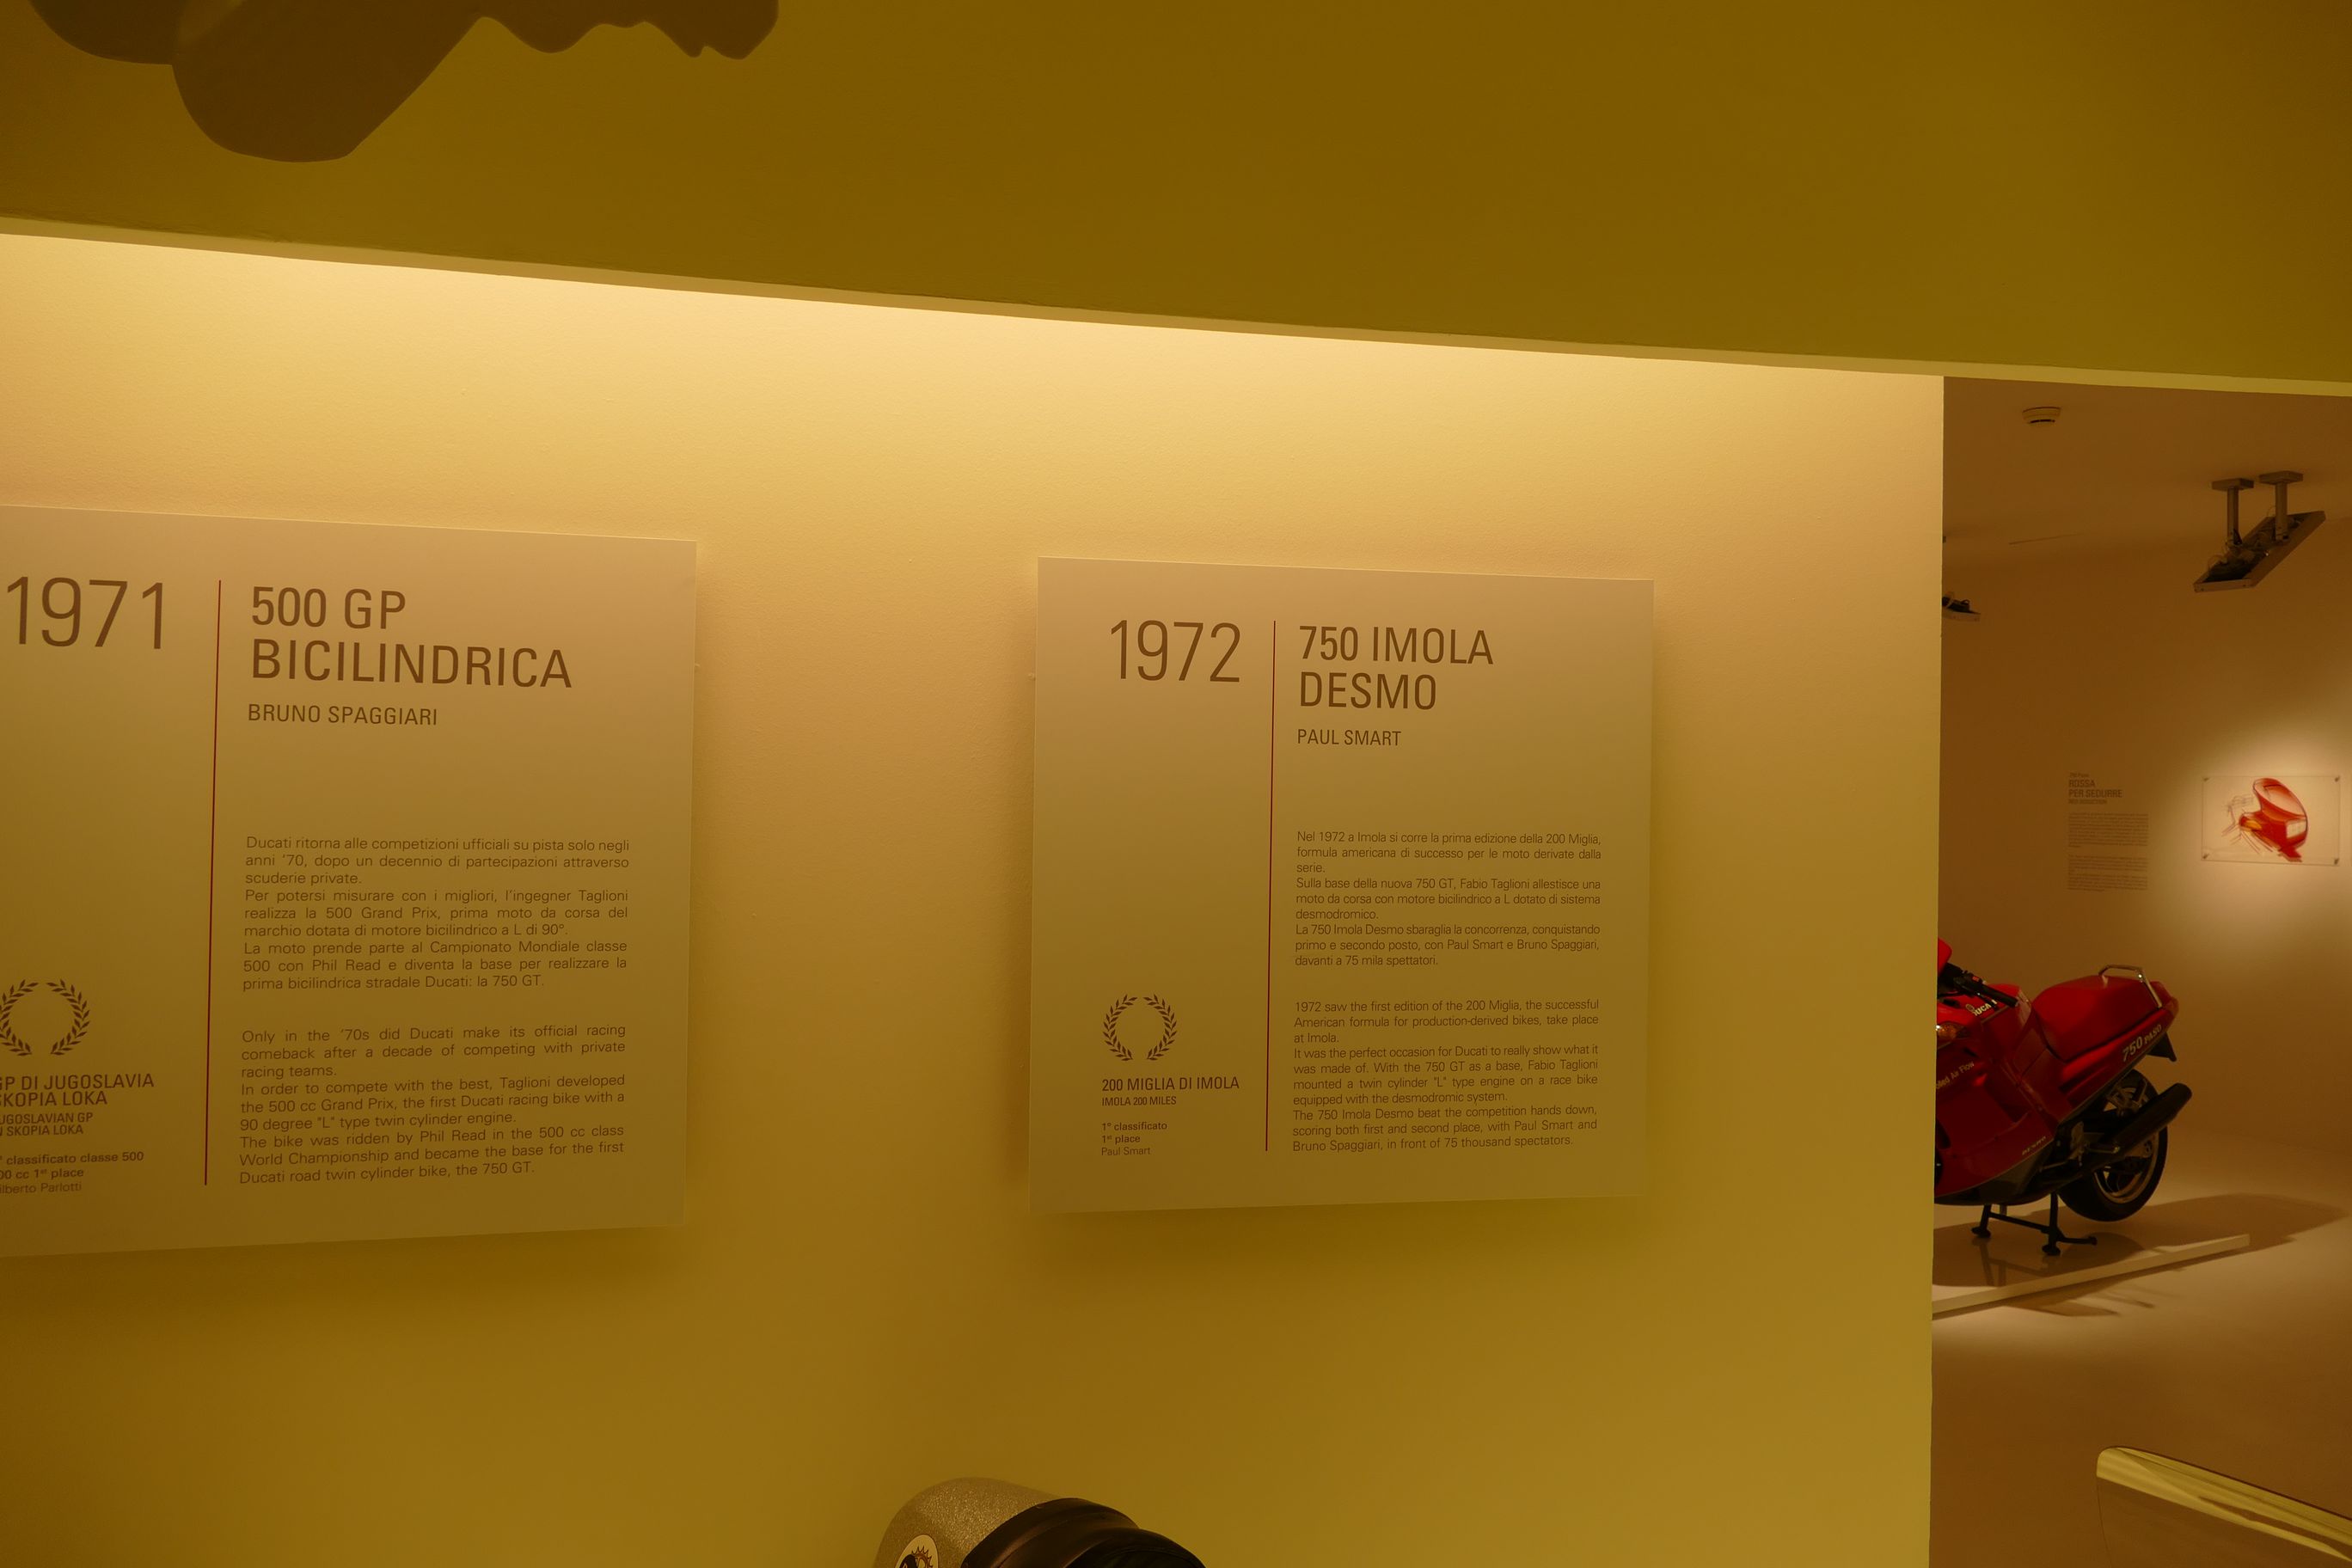 1971
500 GP
BICILINDRICA
BRUNO SPAGGIARI
Ducati ritorna alle competizioni ufficiali su pista solo negli
anni '70, dopo un decennio di partecipazioni attraverso
scuderie private.
Per potersi misurare con i migliori, l'ingegner Taglioni
realizza la 500 Grand Prix, prima moto da corsa del
marchio dotata di motore bicilindrico a L di 90°.
La moto prende parte al Campionato Mondiale classe
500 con Phil Read e diventa la base per realizzare la
prima bicilindrica stradale Ducati: la 750 GT.
Only in the '70s did Ducati make its official racing
comeback after a decade of competing with private
racing teams.
In order to compete with the best, Taglioni developed
the 500 cc Grand Prix, the first Ducati racing bike with a
90 degree "L" type twin cylinder engine.
The bike was ridden by Phil Read in the 500 cc class
World Championship and became the base for the first
Ducati road twin cylinder bike, the 750 GT.
GP DI JUGOSLAVIA
SKOPIA LOKA
JUGOSLAVIAN GP
SKOPIA LOKA
classificato classe 500
cc 1st place
Parlotti
1972
750 IMOLA
DESMO
PAUL SMART
Nel 1972 a Imola si corre la prima edizione della 200 Miglia,
formula americana di successo per le moto derivate dalla
serie.
Sulla base della nuova 750 GT, Fabio Taglioni allestisce una
moto da corsa con motore bicilindrico a L dotato di sistema
desmodromico.
La 750 Imola Desmo sbaraglia la concorrenza, conquistando
primo e secondo posto, con Paul Smart e Bruno Spaggiari,
davanti a 75 mila spettatori.
1972 saw the first edition of the 200 Miglia, the successful
American formula for production-derived bikes, take place
at Imola.
It was the perfect occasion for Ducati to really show what it
was made of. With the 750 GT as a base, Fabio Taglioni
mounted a twin cylinder "L" type engine on a race bike
equipped with the desmodromic system.
The 750 Imola Desmo beat the competition hands down,
scoring both first and second place, with Paul Smart and
Bruno Spaggiari, in front of 75 thousand spectators.
200 MIGLIA DI IMOLA
IMOLA 200 MILES
1° classificato
1st place
Paul Smart
ROSSA,
PER SEDURRE
750 PASO